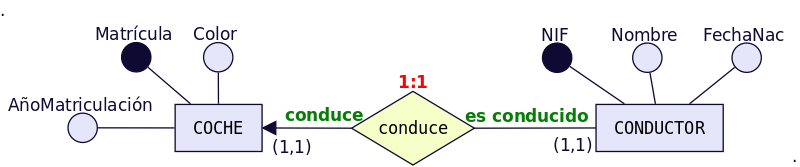 Matrícula
Color
NIF
Nombre
FechaNac
AñoMatriculación
1:1
conduce
es conducido
COCHE
conduce
CONDUCTOR
(1,1)
(1,1)